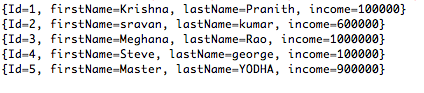 {Id=1, firstName=Krishna, lastName=Pranith, income=100000}
{Id=2, firstName=sravan, lastName=kumar, income=600000}
{Id=3, firstName=Meghana, lastName=Rao, income=1000000}
{Id=4, firstName=Steve, lastName=george, income=100000}
{Id=5, firstName=Master, lastName=YODHA, income=900000}